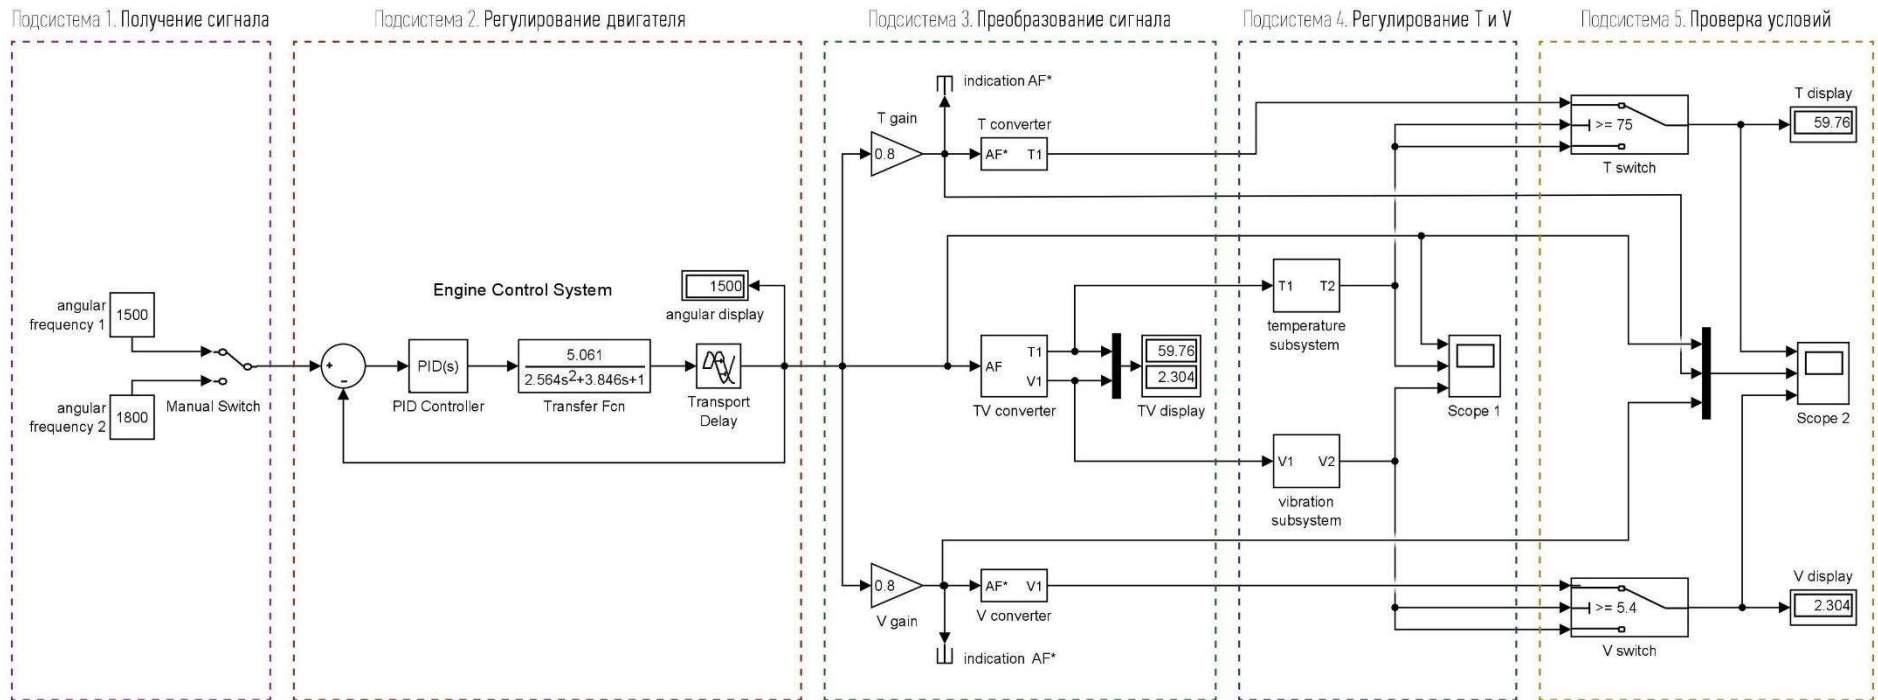 Подсистема 1. Получение сигнала
Подсистема 2. Регулирование двигателя
Подсистема 3. Преобразование сигнала
Подсистема 4. Регулирование T и V
Подсистема 5. Проверка условий
angular
frequency 1
1500
angular
frequency 2
1800
Manual Switch
Engine Control System
+
-
PID(s)
PID Controller
5.061
2.564s²+3.846s+1
Transfer Fcn
1500
angular display
Transport
Delay
indication AF*
T gain
0.8
T converter
AF* T1
AF T1
V1
TV converter
59.76
2.304
TV display
0.8
V gain
AF* V1
V converter
indication AF*
T1 T2
temperature
subsystem
V1 V2
vibration
subsystem
Scope 1
>= 75
T switch
T display
59.76
Scope 2
>= 5.4
V switch
V display
2.304